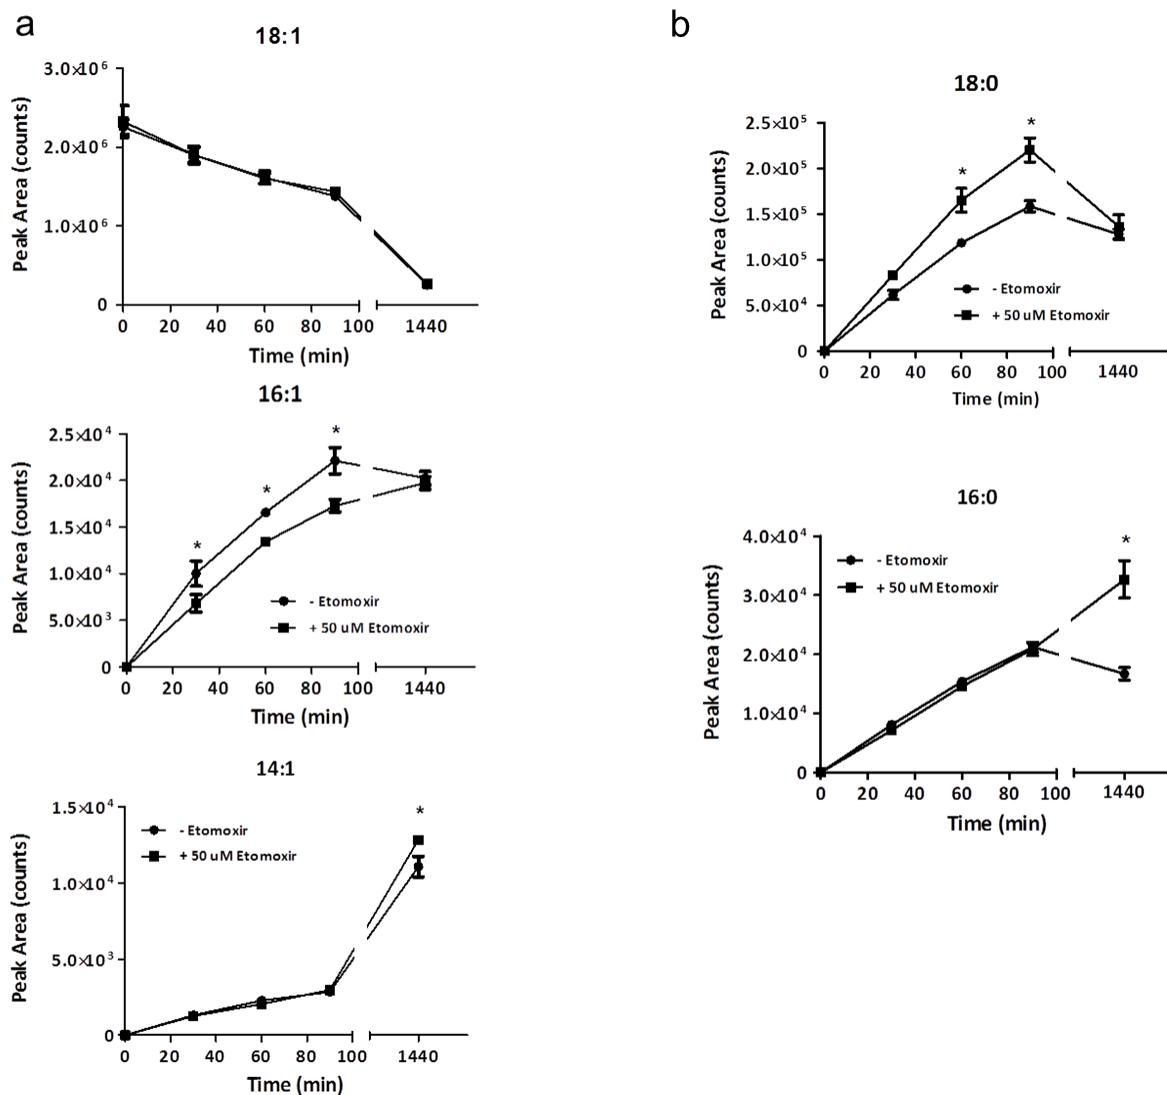 a
18:1
Peak Area (counts)
3.0×10⁶
2.0×10⁶
1.0×10⁶
0
0 20 40 60 80 100 1440
Time (min)
16:1
Peak Area (counts)
2.5×10⁴
2.0×10⁴
1.5×10⁴
1.0×10⁴
5.0×10³
0
* * *
- Etomoxir
+ 50 uM Etomoxir
0 20 40 60 80 100 1440
Time (min)
14:1
Peak Area (counts)
1.5×10⁴
1.0×10⁴
5.0×10³
0
*
- Etomoxir
+ 50 uM Etomoxir
0 20 40 60 80 100 1440
Time (min)
b
18:0
Peak Area (counts)
2.5×10⁵
2.0×10⁵
1.5×10⁵
1.0×10⁵
5.0×10⁴
0
* *
- Etomoxir
+ 50 uM Etomoxir
0 20 40 60 80 100 1440
Time (min)
16:0
Peak Area (counts)
4.0×10⁴
3.0×10⁴
2.0×10⁴
1.0×10⁴
0
*
- Etomoxir
+ 50 uM Etomoxir
0 20 40 60 80 100 1440
Time (min)